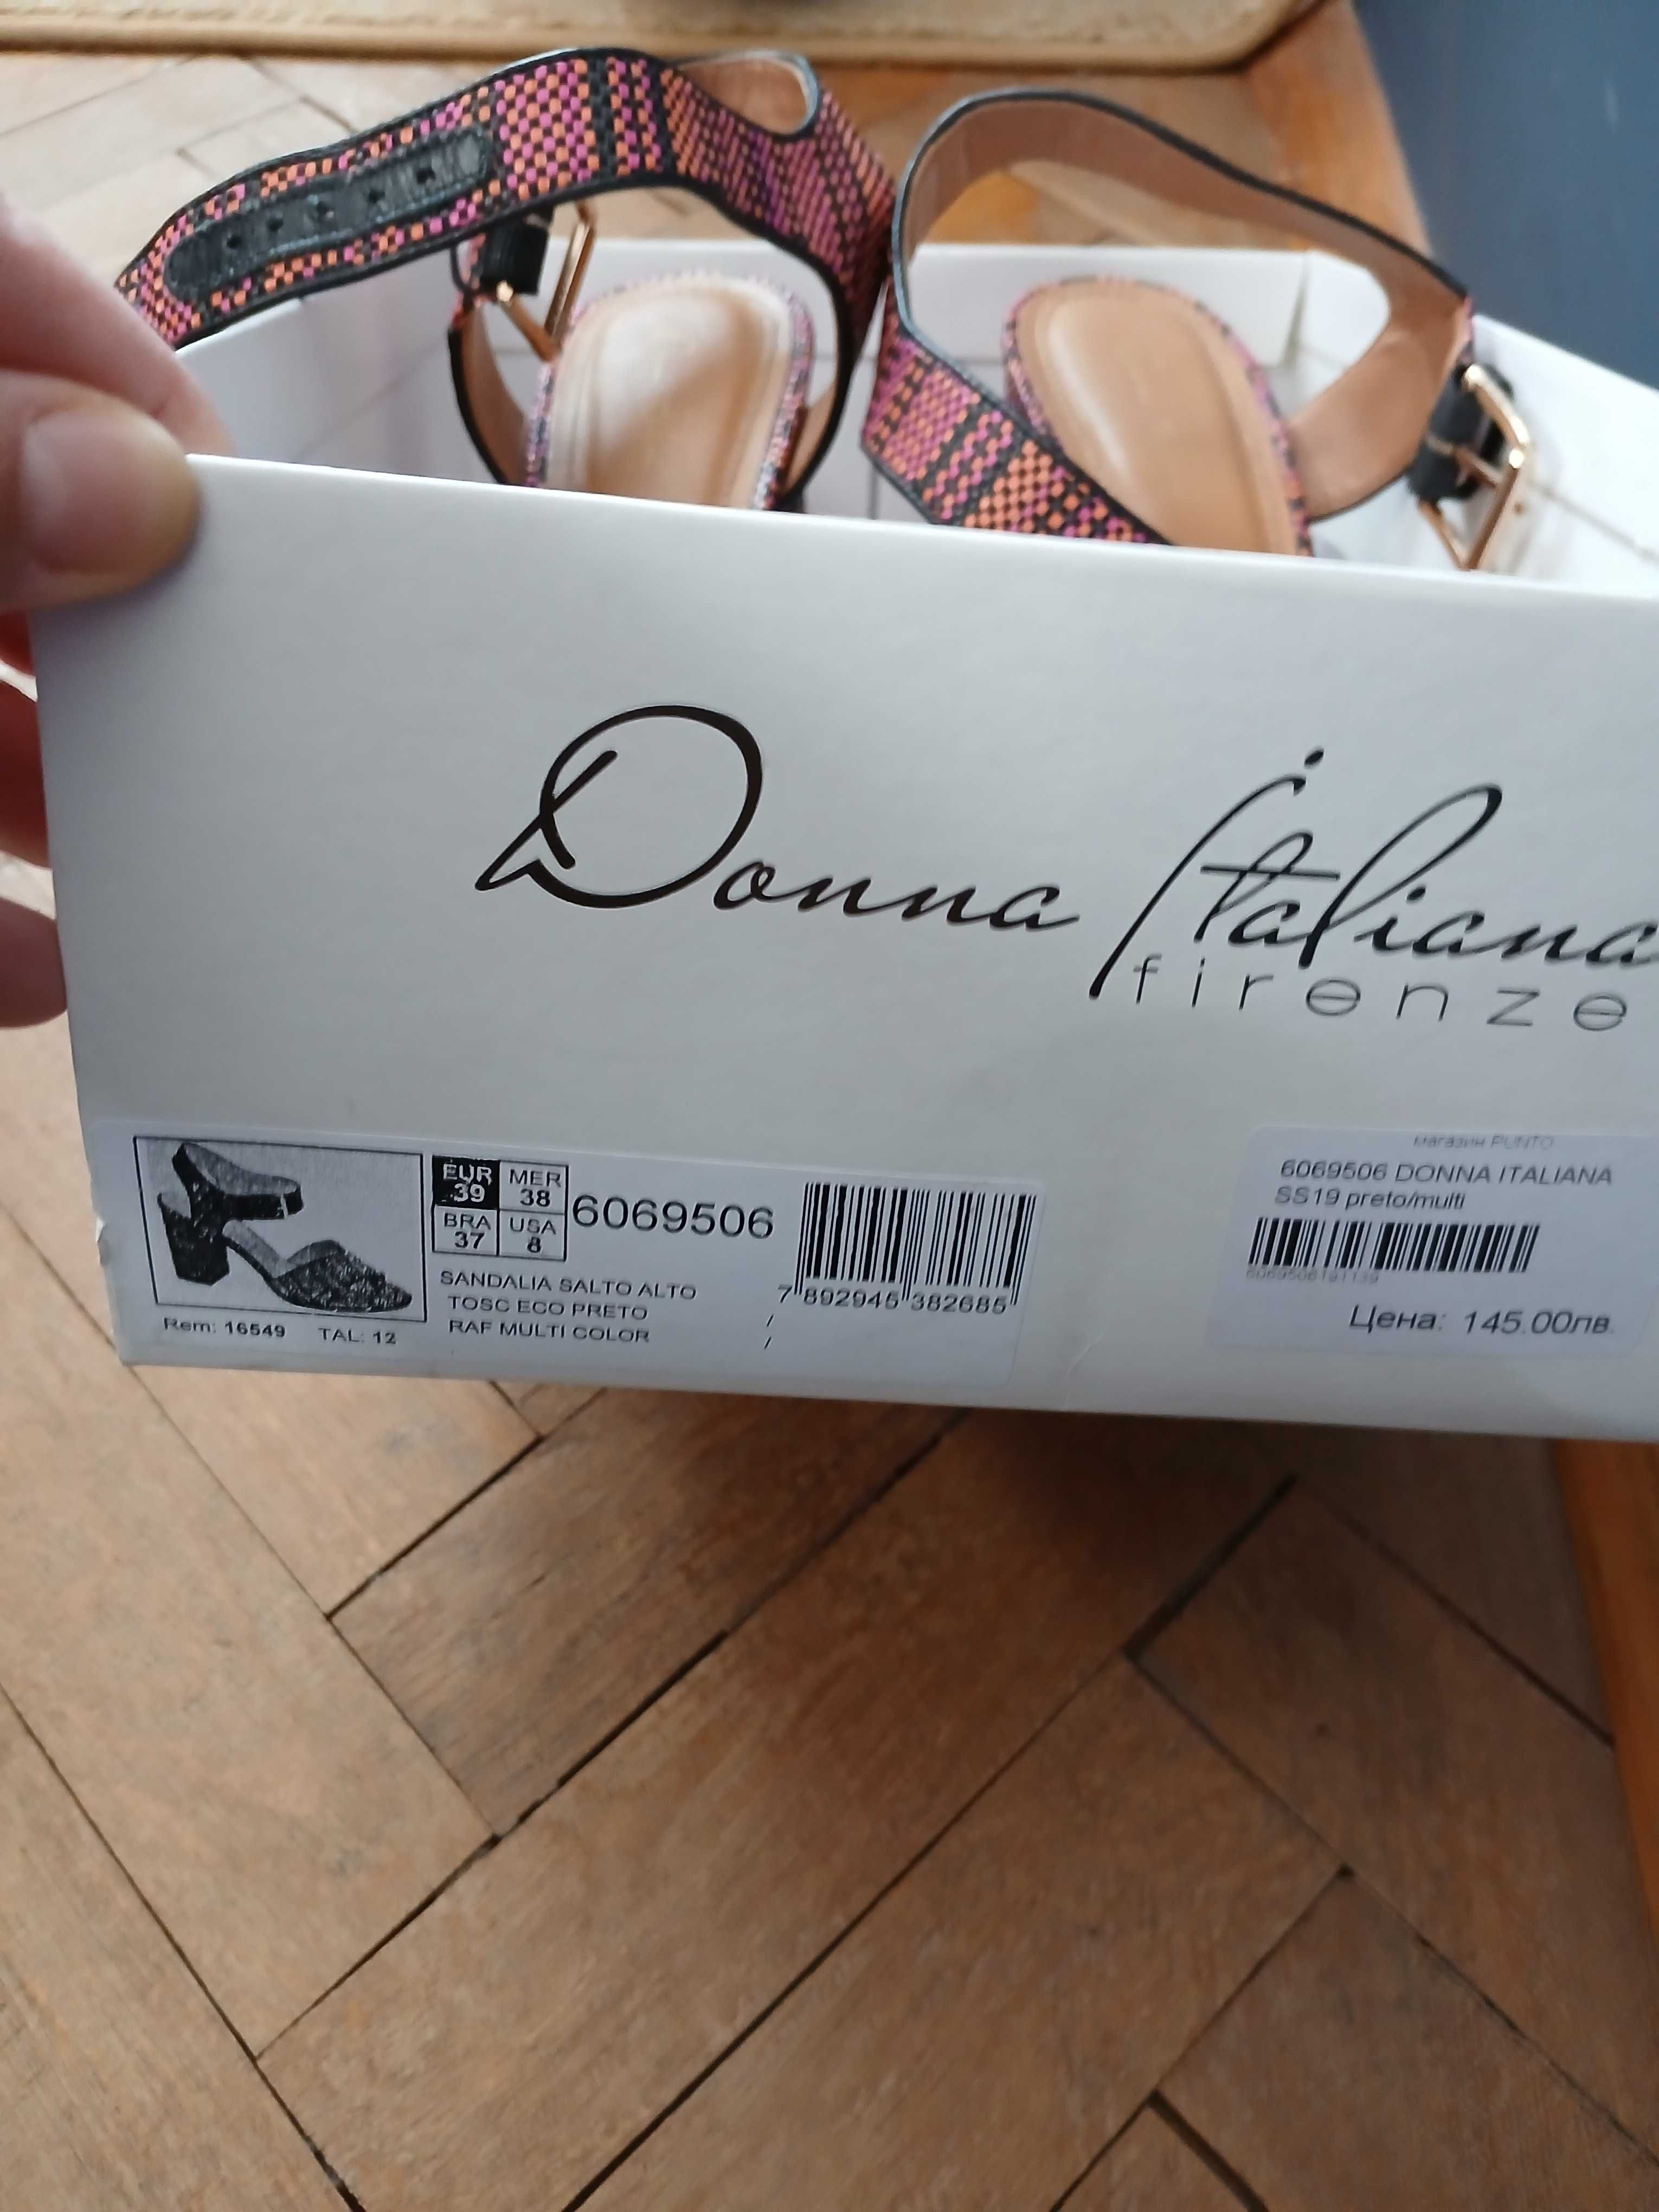 Donna Italiana
firenze
EUR
39
MER
38
BRA
37
USA
8
6069506
SANDALIA SALTO ALTO
TOSC ECO PRETO
RAF MULTI COLOR
/
/
Rem: 16549 TAL: 12
7 892945 382685
магазин PUNTO
6069506 DONNA ITALIANA
SS19 preto/multi
6069506191139
Цена: 145.00лв.